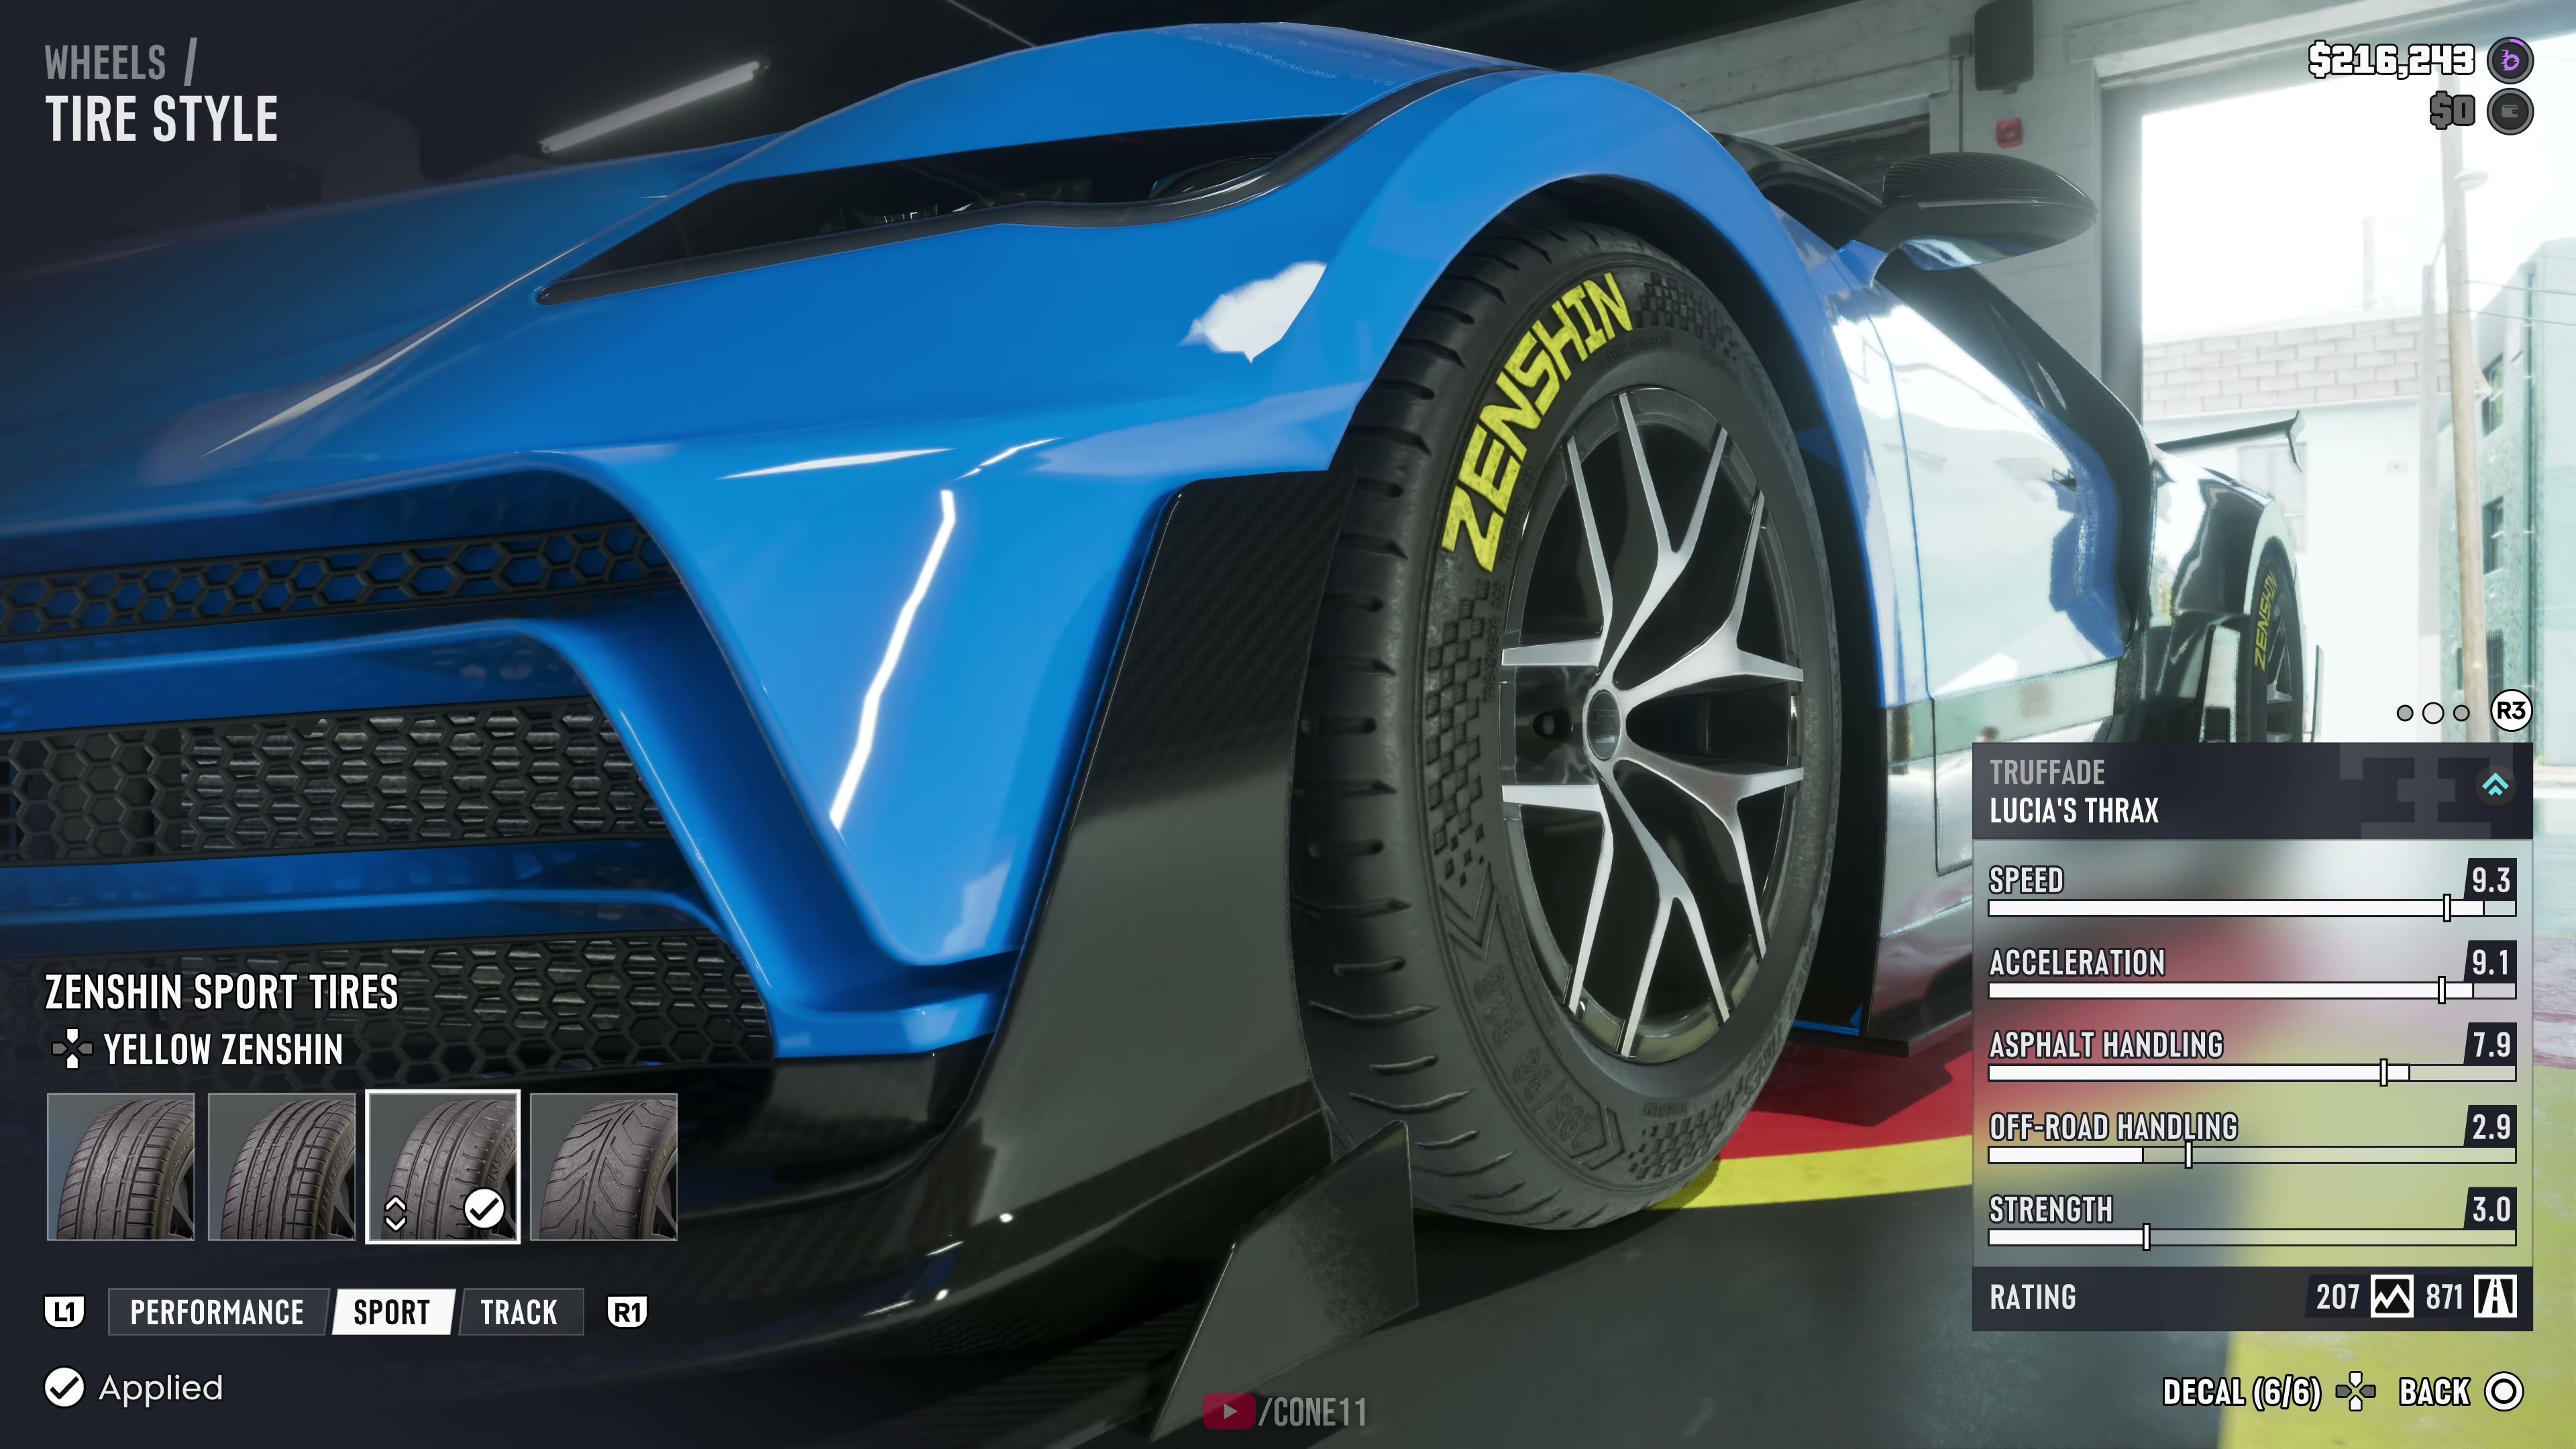 WHEELS /
TIRE STYLE
$216,243
$0
ZENSHIN
ZENSHIN
R3
TRUFFADE
LUCIA'S THRAX
SPEED 9.3
ACCELERATION 9.1
ASPHALT HANDLING 7.9
OFF-ROAD HANDLING 2.9
STRENGTH 3.0
RATING 207 871
ZENSHIN SPORT TIRES
YELLOW ZENSHIN
L1 PERFORMANCE SPORT TRACK R1
Applied
/CONE11
DECAL (6/6) BACK